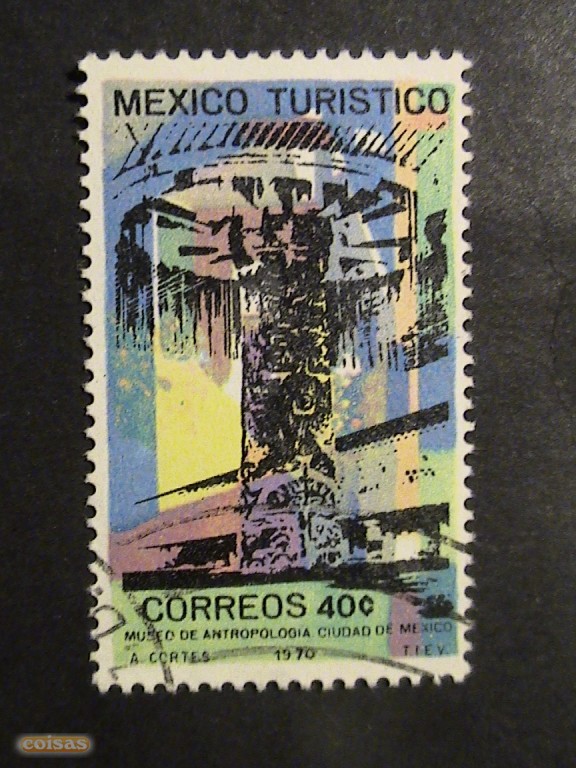 MEXICO TURISTICO
CORREOS 40¢
MUSEO DE ANTROPOLOGIA CIUDAD DE MEXICO
A. CORTES 1970 T.I.E.V.
coisas